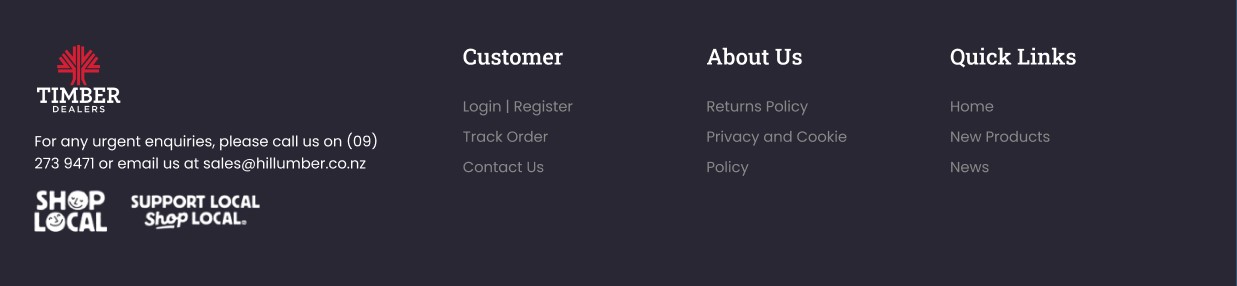 TIMBER
DEALERS
For any urgent enquiries, please call us on (09)
273 9471 or email us at sales@hillumber.co.nz
SHOP
LOCAL
SUPPORT LOCAL
Shop LOCAL.
Customer
Login | Register
Track Order
Contact Us
About Us
Returns Policy
Privacy and Cookie
Policy
Quick Links
Home
New Products
News